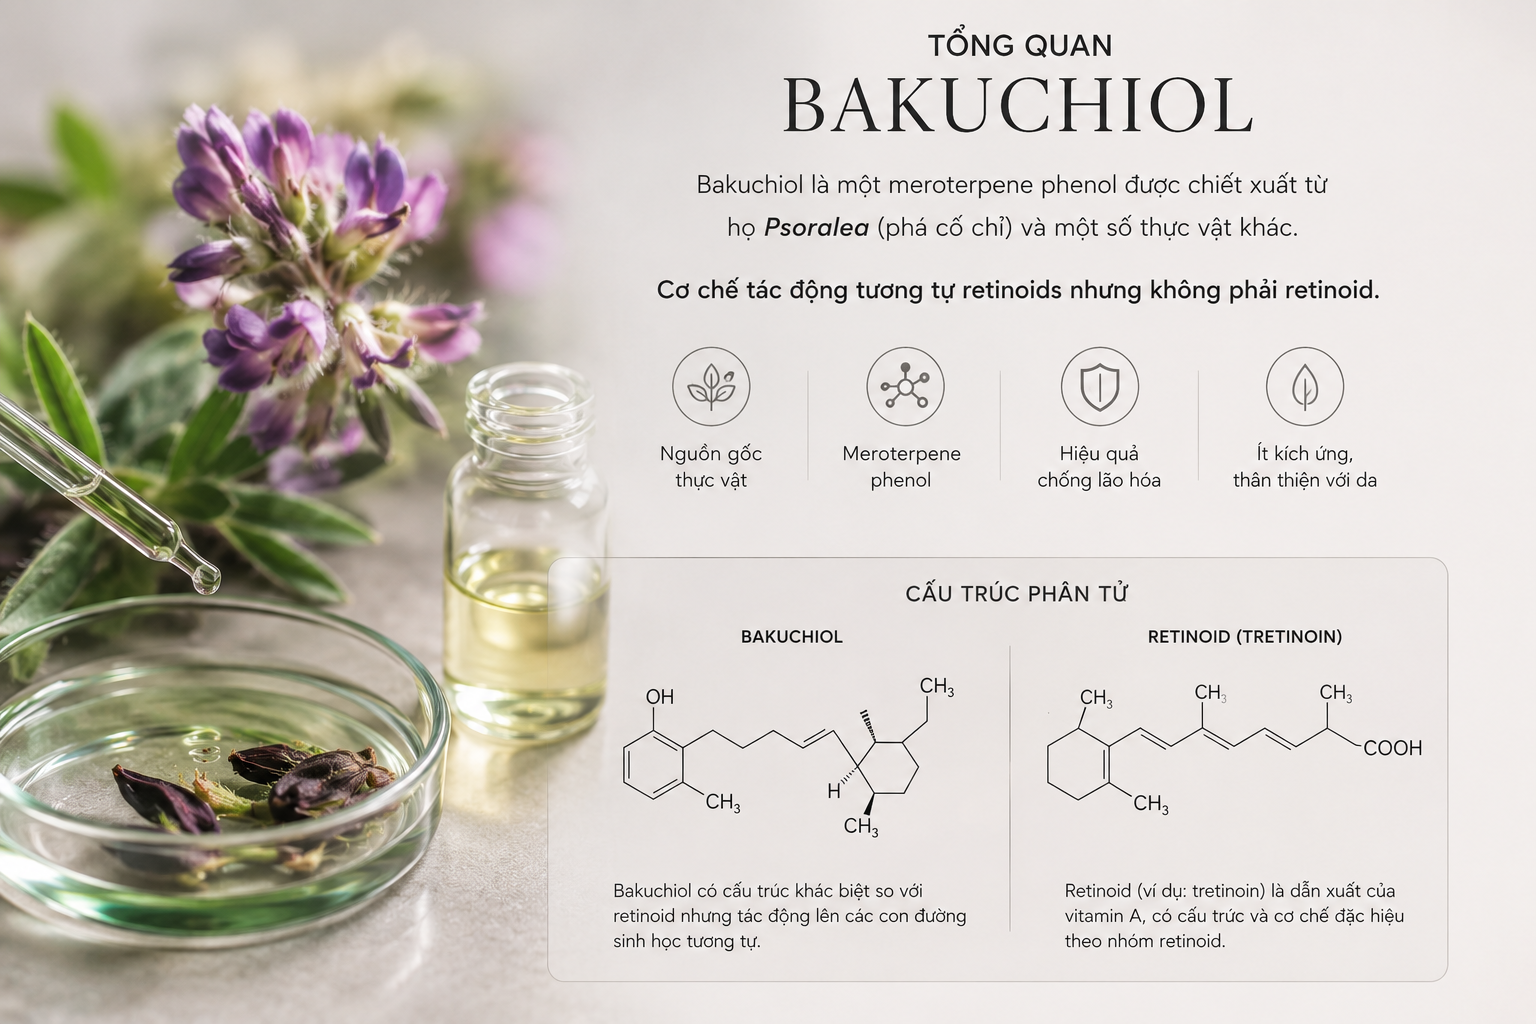 TỔNG QUAN
BAKUCHIOL
Bakuchiol là một meroterpene phenol được chiết xuất từ
họ Psoralea (phá cố chỉ) và một số thực vật khác.
Cơ chế tác động tương tự retinoids nhưng không phải retinoid.
Nguồn gốc
thực vật
Meroterpene
phenol
Hiệu quả
chống lão hóa
Ít kích ứng,
thân thiện với da
CẤU TRÚC PHÂN TỬ
BAKUCHIOL
OH
CH3
CH3
H
CH3
Bakuchiol có cấu trúc khác biệt so với
retinoid nhưng tác động lên các con đường
sinh học tương tự.
RETINOID (TRETINOIN)
CH3
CH3
CH3
COOH
CH3
Retinoid (ví dụ: tretinoin) là dẫn xuất của
vitamin A, có cấu trức và cơ chế đặc hiệu
theo nhóm retinoid.